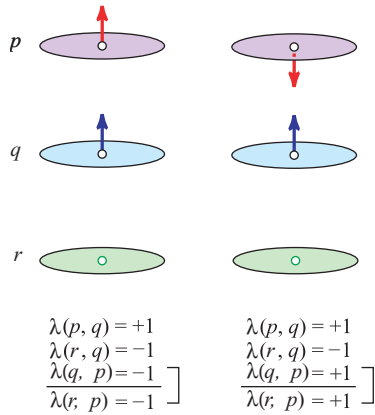 p
q
r
λ(p, q) = +1 λ(p, q) = +1
λ(r, q) = −1 λ(r, q) = −1
λ(q, p) = −1 λ(q, p) = +1
λ(r, p) = −1 λ(r, p) = +1